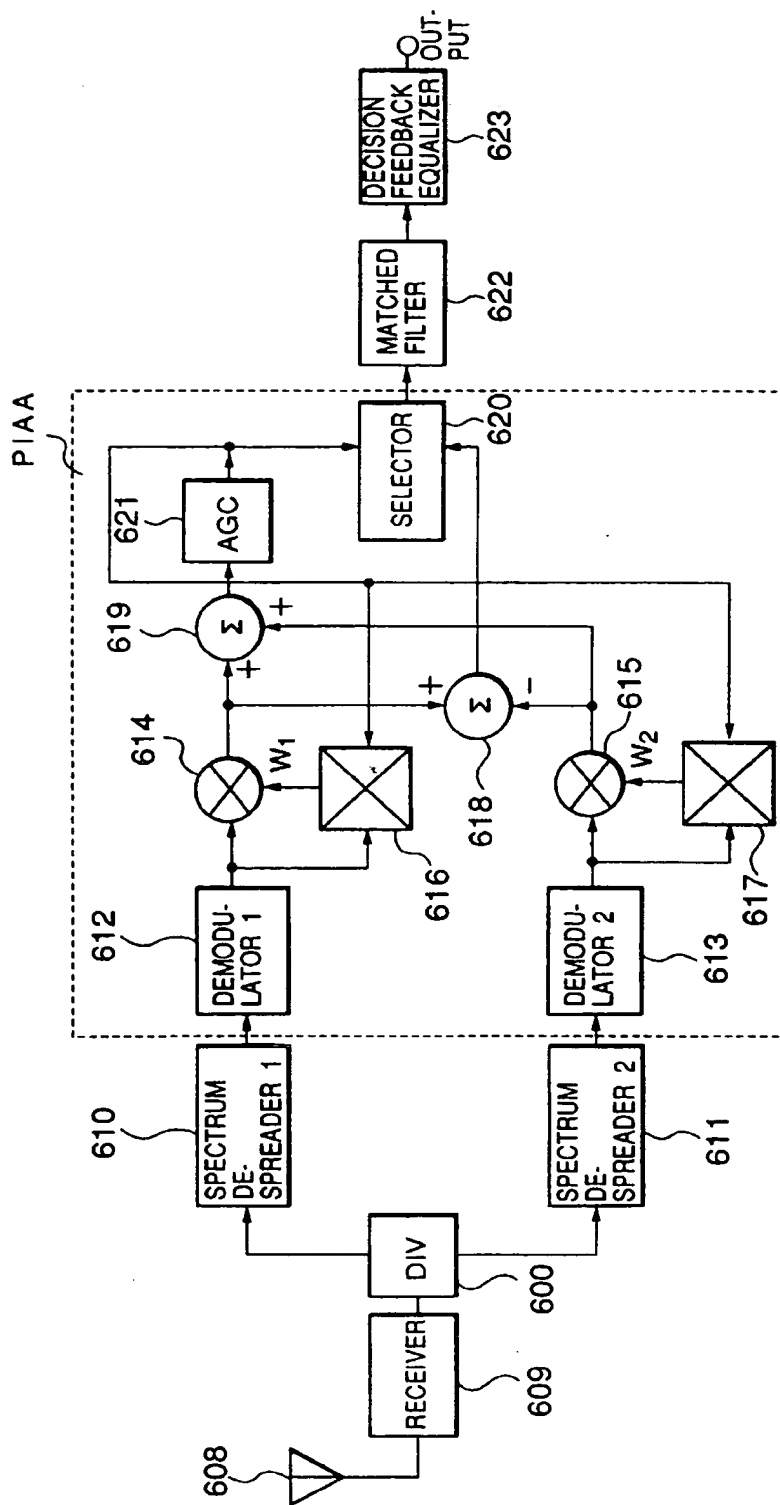 PIAA
608
RECEIVER
609
DIV
600
610
SPECTRUM
DE-
SPREADER 1
SPECTRUM
DE-
SPREADER 2
611
612
DEMODU-
LATOR 1
DEMODU-
LATOR 2
613
614
W1
616
+
Σ
-
618
615
W2
617
619
+
Σ
+
621
AGC
SELECTOR
620
MATCHED
FILTER
622
DECISION
FEEDBACK
EQUALIZER
623
OUT-
PUT